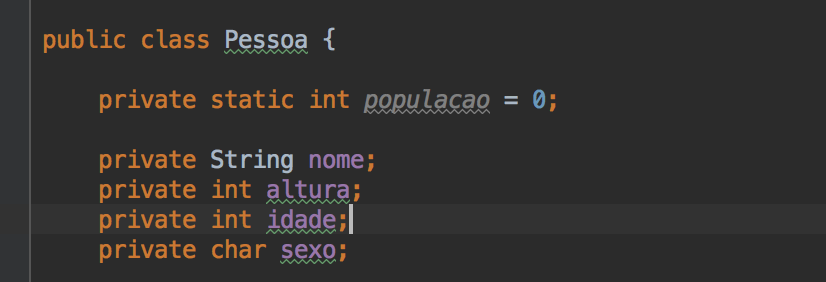 public class Pessoa {
private static int populacao = 0;
private String nome;
private int altura;
private int idade;
private char sexo;